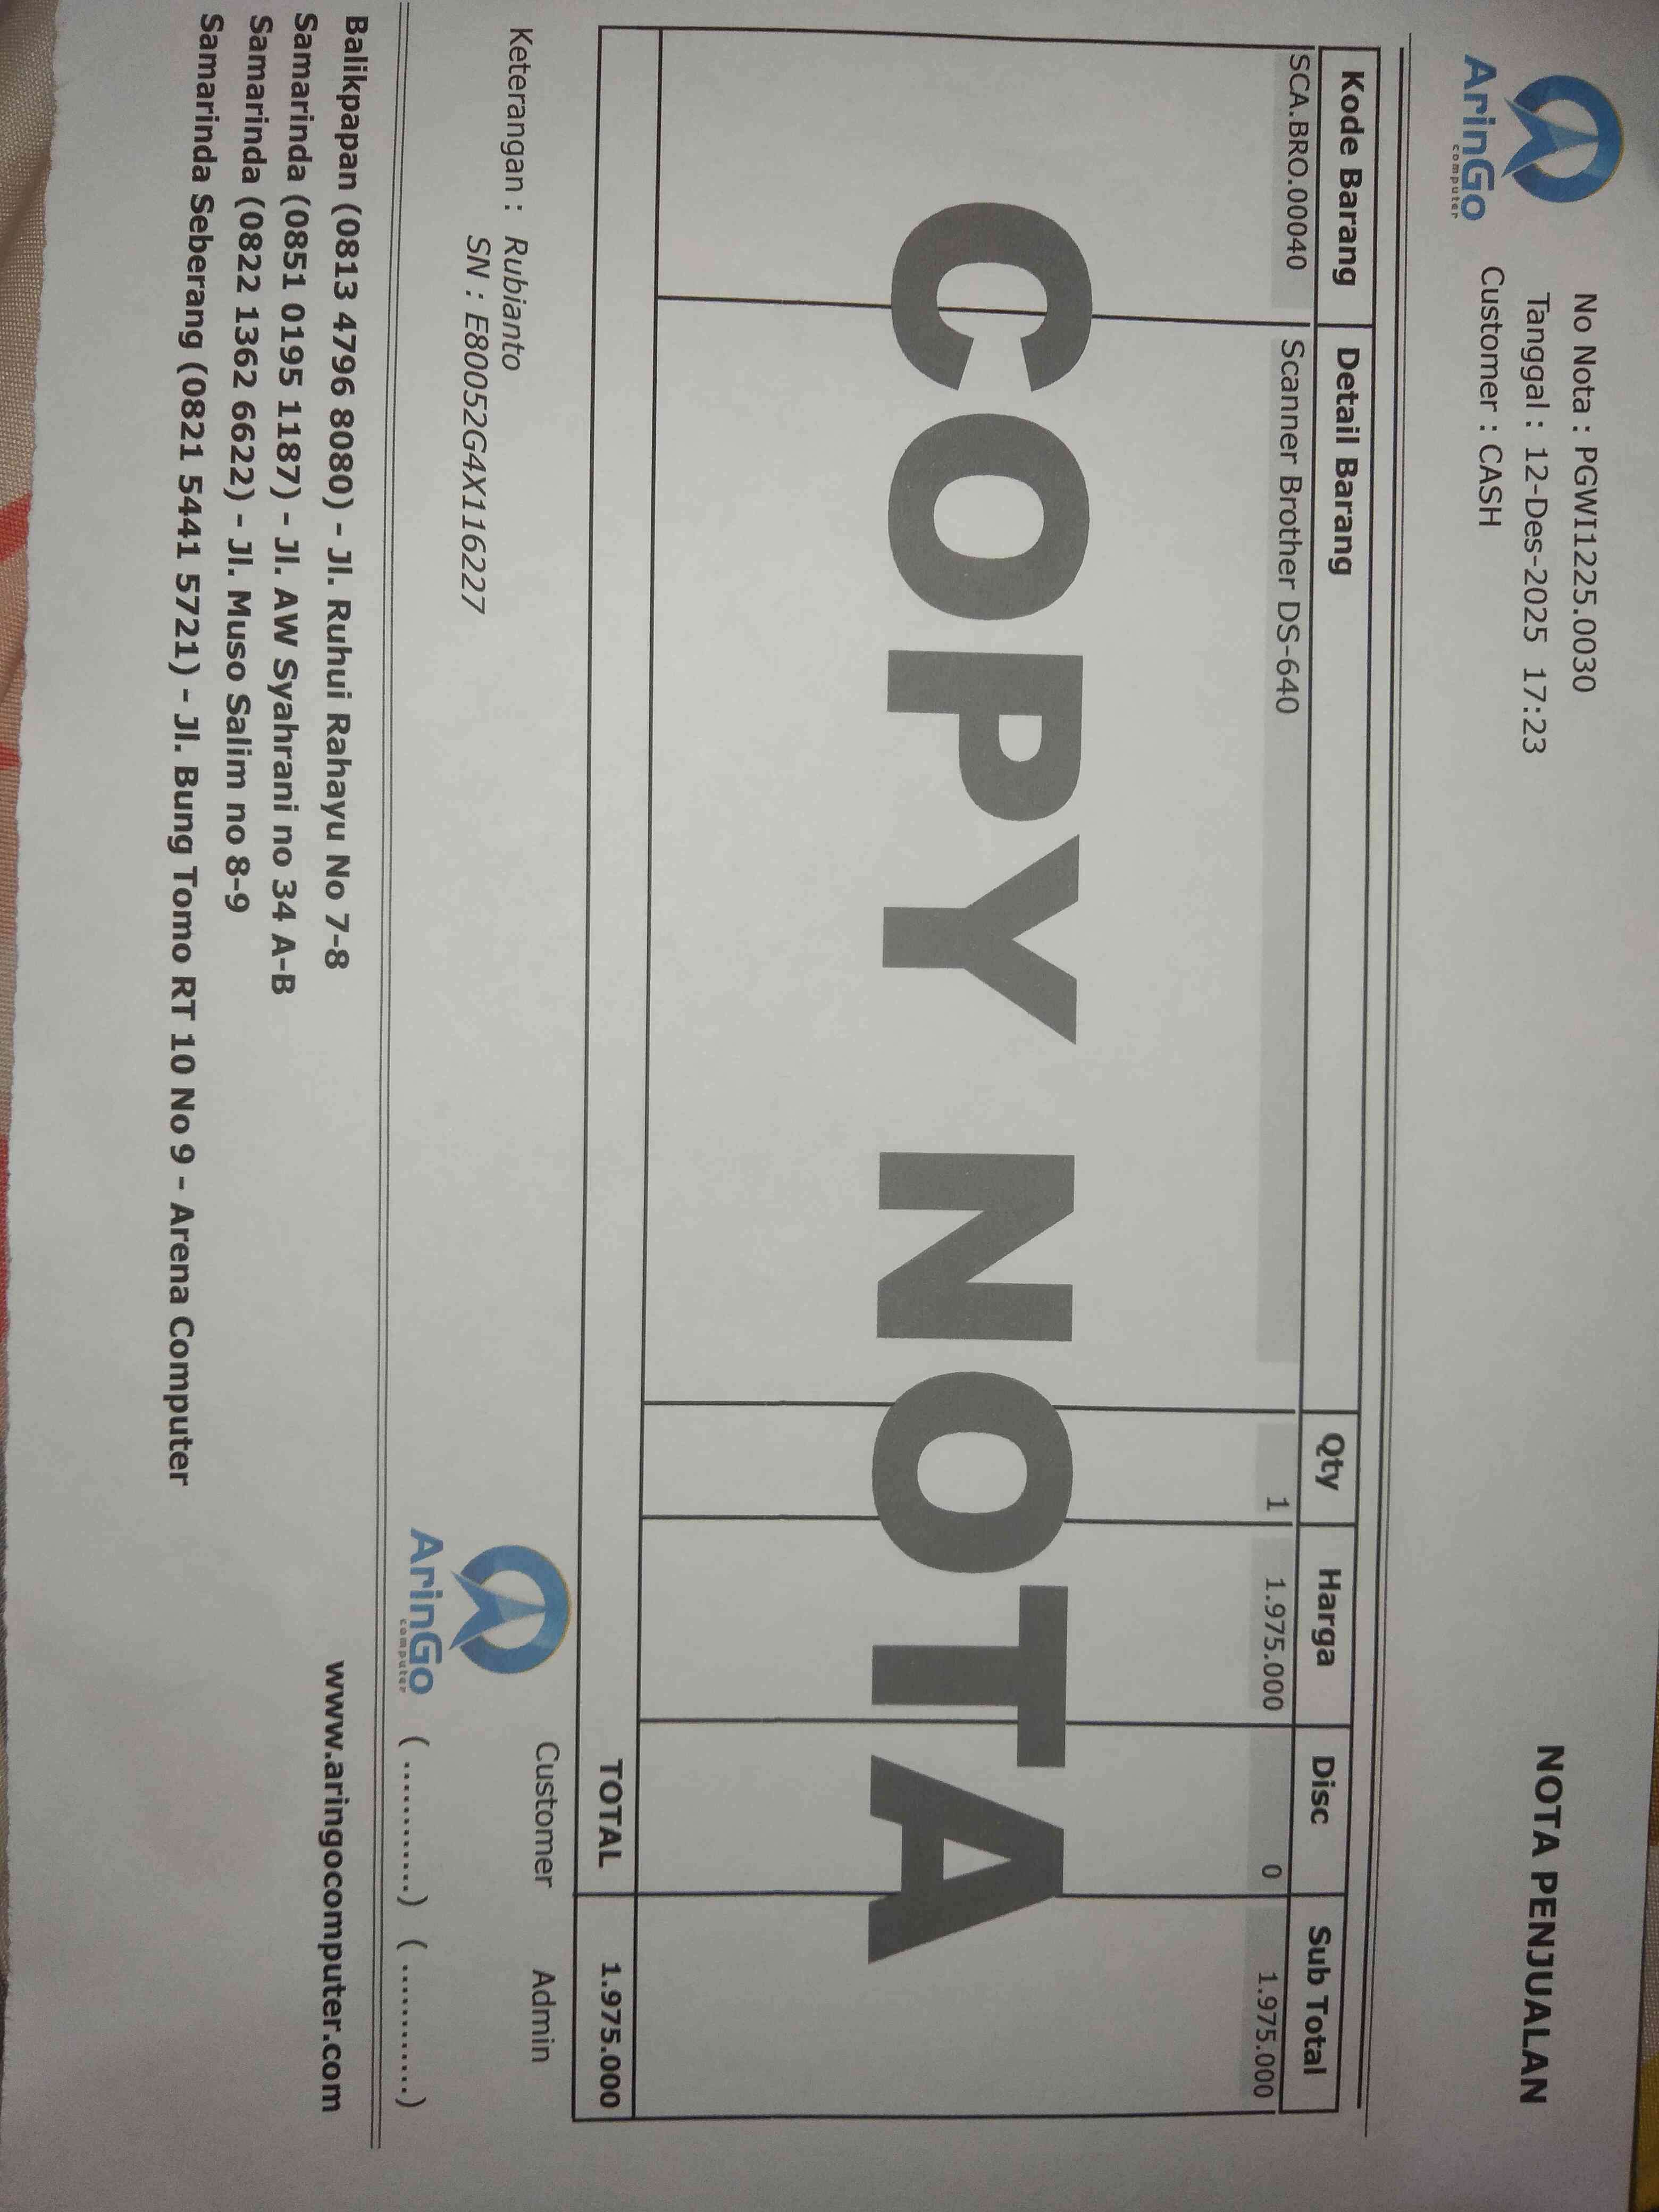 ArinGo
computer
No Nota : PGWI1225.0030
Tanggal : 12-Des-2025 17:23
Customer : CASH
NOTA PENJUALAN
Kode Barang Detail Barang Qty Harga Disc Sub Total
SCA.BRO.00040 Scanner Brother DS-640 1 1.975.000 0 1.975.000
COPY NOTA
TOTAL 1.975.000
Keterangan : Rubianto
SN : E80052G4X116227
Customer Admin
ArinGo
computer
( ...........) ( ...........)
Balikpapan (0813 4796 8080) - Jl. Ruhui Rahayu No 7-8
Samarinda (0851 0195 1187) - Jl. AW Syahrani no 34 A-B
Samarinda (0822 1362 6622) - Jl. Muso Salim no 8-9
Samarinda Seberang (0821 5441 5721) - Jl. Bung Tomo RT 10 No 9 - Arena Computer
www.aringocomputer.com